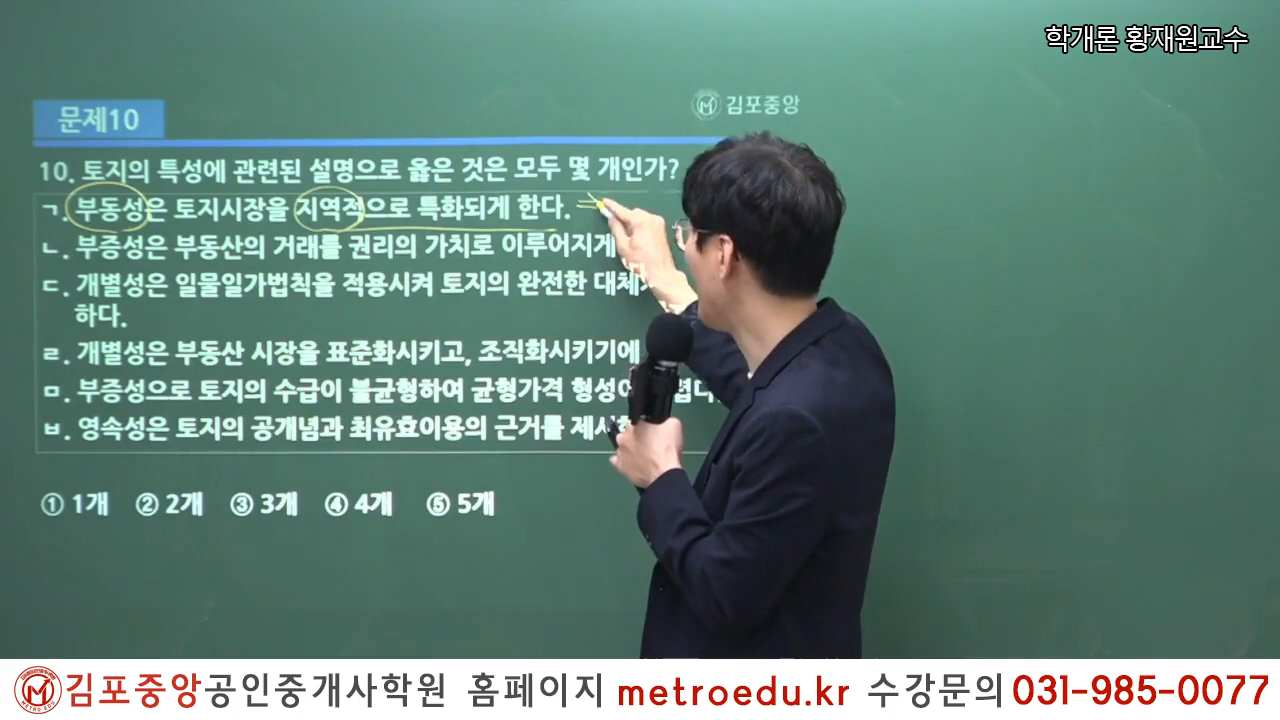 학개론 황재원교수
김포중앙
문제10
10. 토지의 특성에 관련된 설명으로 옳은 것은 모두 몇 개인가?
ㄱ. 부동성은 토지시장을 지역적으로 특화되게 한다.
ㄴ. 부증성은 부동산의 거래를 권리의 가치로 이루어지게
ㄷ. 개별성은 일물일가법칙을 적용시켜 토지의 완전한
하다.
ㄹ. 개별성은 부동산 시장을 표준화시키고, 조직화시키기에
ㅁ. 부증성으로 토지의 수급이 불균형하여 균형가격
ㅂ. 영속성은 토지의 공개념과 최유효이용의 근거를
① 1개 ② 2개 ③ 3개 ④ 4개 ⑤ 5개
METRO EDU 김포중앙공인중개사학원 홈페이지 metroedu.kr 수강문의 031-985-0077